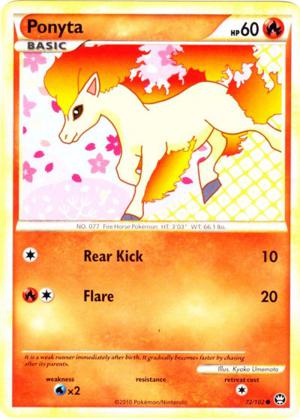 Ponyta HP 60
BASIC
NO. 077 Fire Horse Pokémon HT: 3'03" WT: 66.1 lbs.
Rear Kick 10
Flare 20
It is a weak runner immediately after birth. It gradually becomes faster by chasing
after its parents.
Illus. Kyoko Umemoto
weakness resistance retreat cost
×2
©2010 Pokémon/Nintendo
72/102